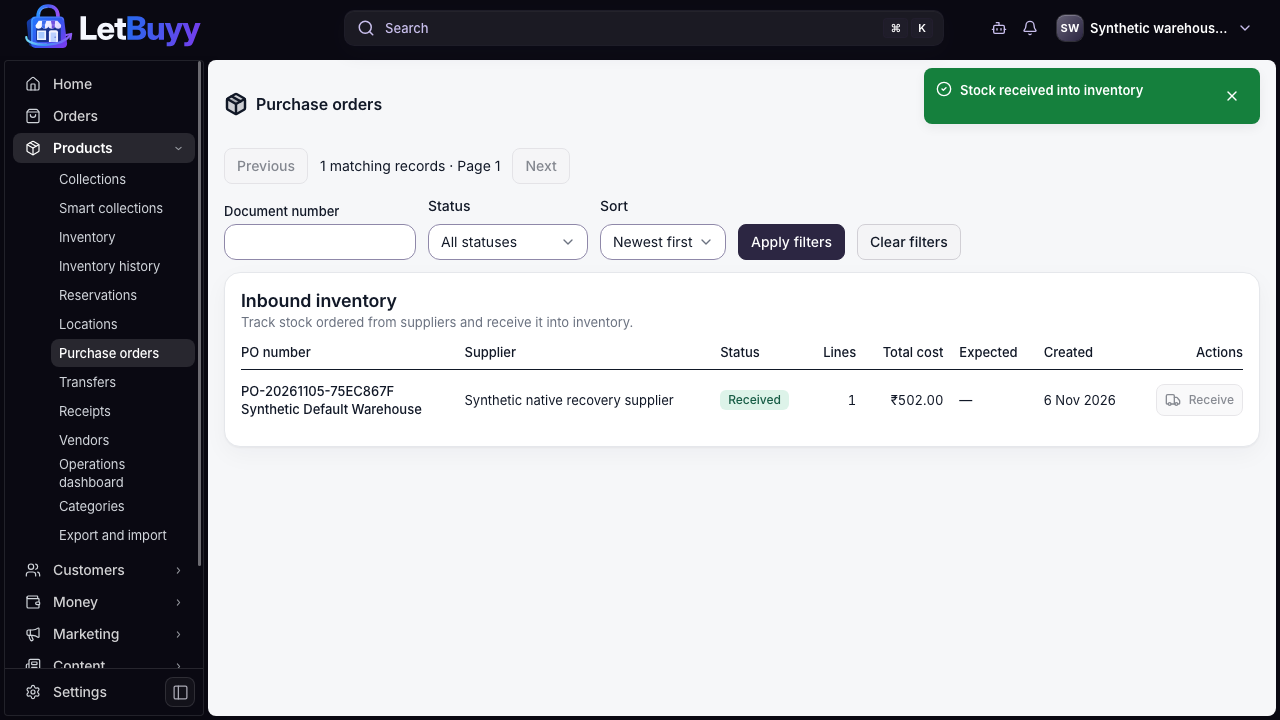 LetBuyy
Search
⌘ K
SW Synthetic warehous...
Home
Orders
Products
Collections
Smart collections
Inventory
Inventory history
Reservations
Locations
Purchase orders
Transfers
Receipts
Vendors
Operations
dashboard
Categories
Export and import
Customers
Money
Marketing
Content
Settings
Purchase orders
Stock received into inventory
Previous 1 matching records · Page 1 Next
Document number Status Sort
All statuses Newest first Apply filters Clear filters
Inbound inventory
Track stock ordered from suppliers and receive it into inventory.
PO number Supplier Status Lines Total cost Expected Created Actions
PO-20261105-75EC867F
Synthetic Default Warehouse
Synthetic native recovery supplier Received 1 ₹502.00 — 6 Nov 2026 Receive